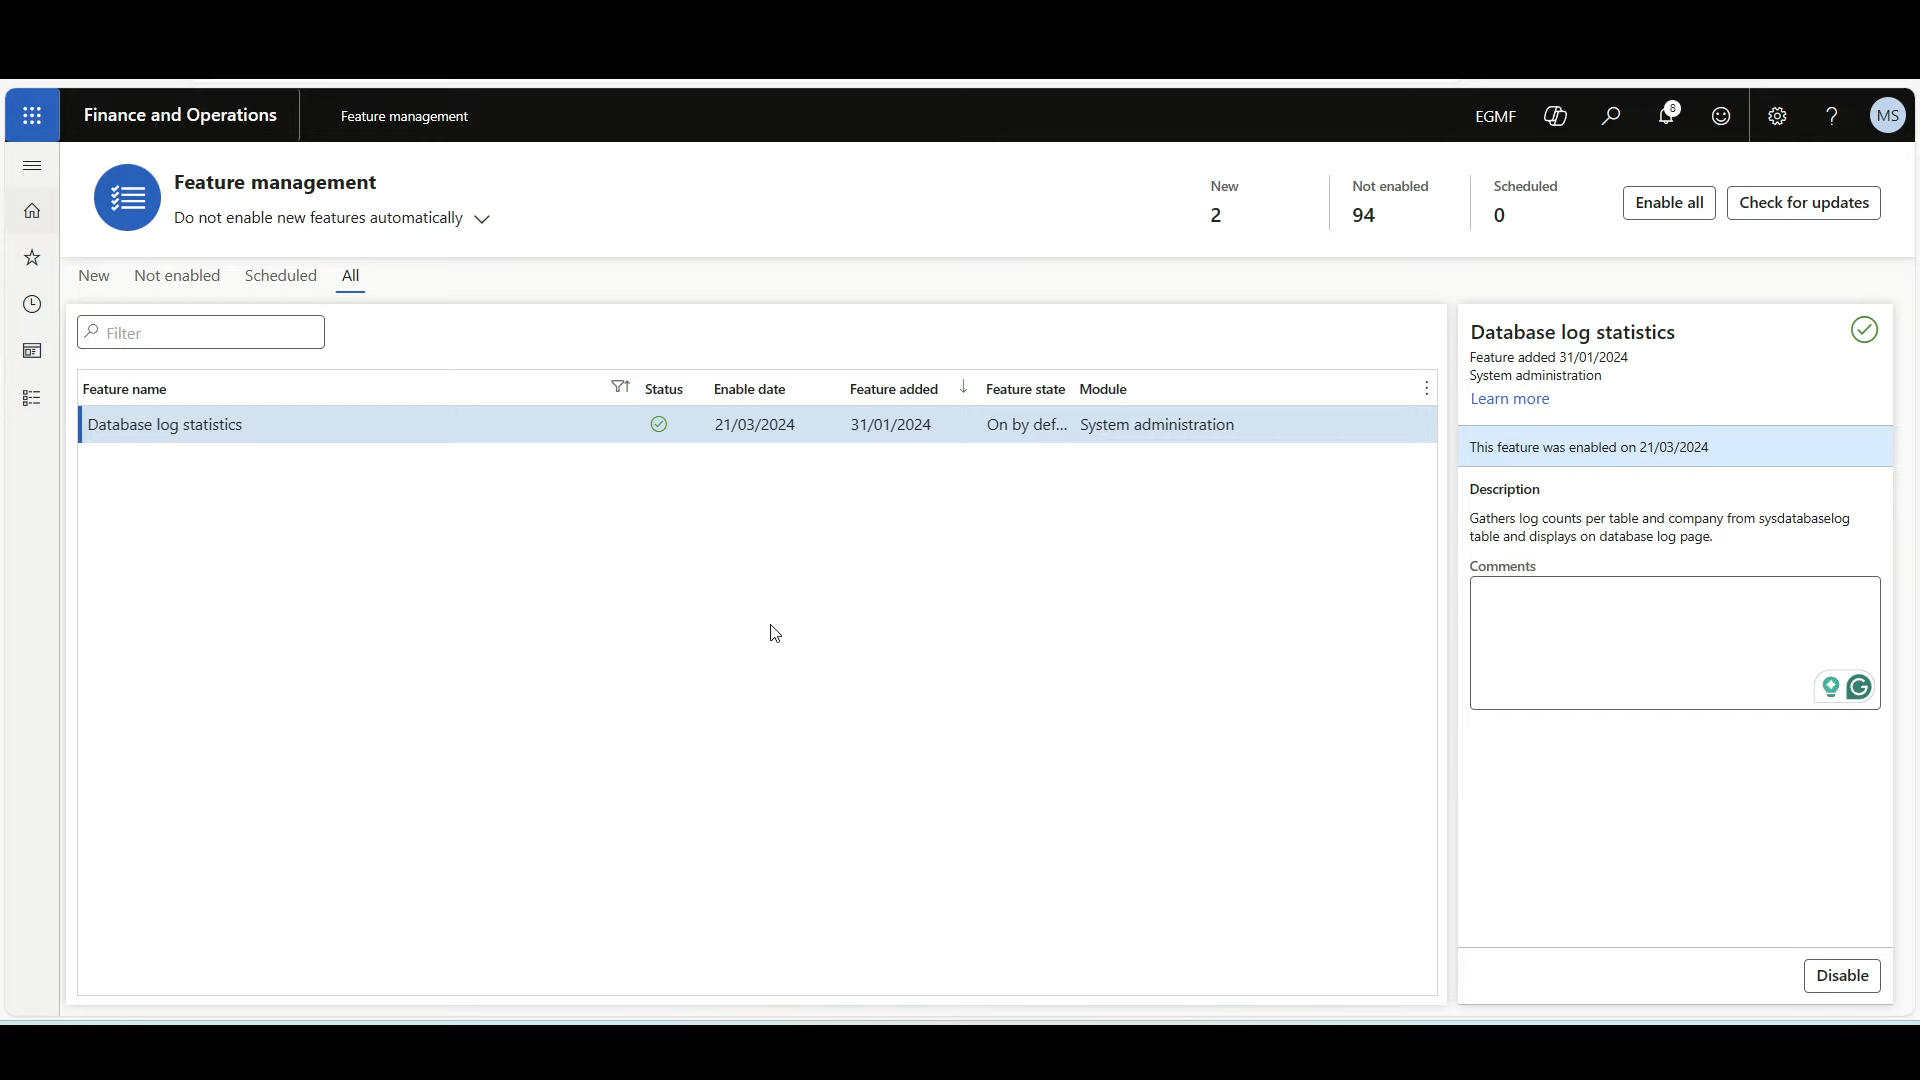 Finance and Operations
Feature management
EGMF
8
?
MS
Feature management
Do not enable new features automatically
New
2
Not enabled
94
Scheduled
0
Enable all
Check for updates
New
Not enabled
Scheduled
All
Filter
Feature name
Status
Enable date
Feature added
Feature state
Module
Database log statistics
21/03/2024
31/01/2024
On by def...
System administration
Database log statistics
Feature added 31/01/2024
System administration
Learn more
This feature was enabled on 21/03/2024
Description
Gathers log counts per table and company from sysdatabaselog
table and displays on database log page.
Comments
Disable